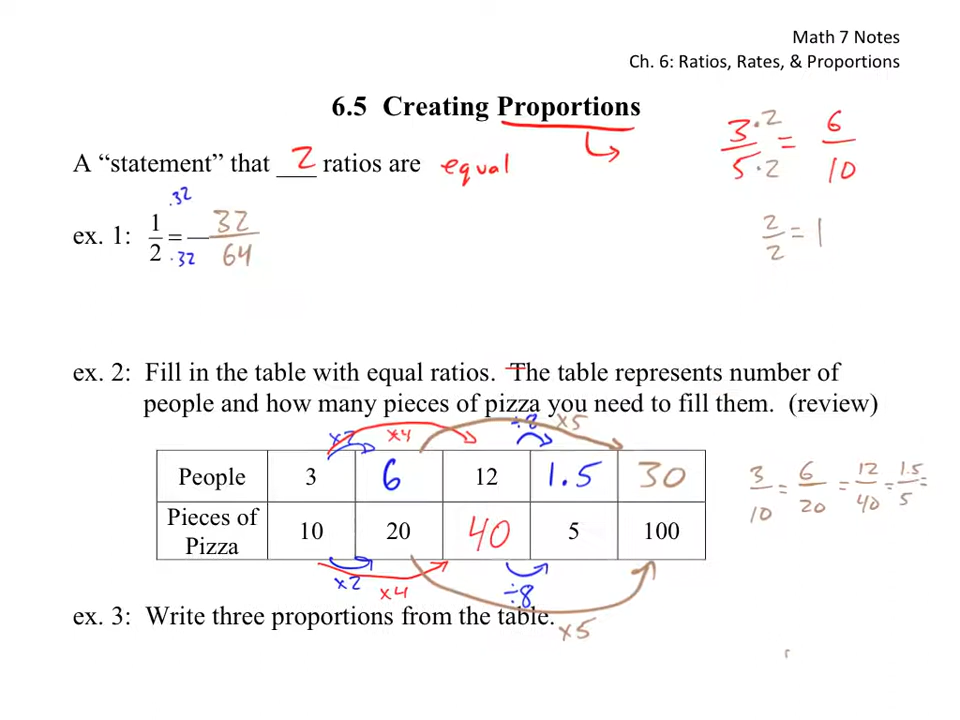 Math 7 Notes
Ch. 6: Ratios, Rates, & Proportions
6.5 Creating Proportions
3·2 / 5·2 = 6/10
A “statement” that 2 ratios are equal
·32
ex. 1: 1/2 = 32/64
·32
2/2 = 1
ex. 2: Fill in the table with equal ratios. The table represents number of
people and how many pieces of pizza you need to fill them. (review)
×2 ×4 ÷8 ×5
People 3 6 12 1.5 30
Pieces of Pizza 10 20 40 5 100
3/10 = 6/20 = 12/40 = 1.5/5 =
×2 ×4 ÷8
ex. 3: Write three proportions from the table.
×5